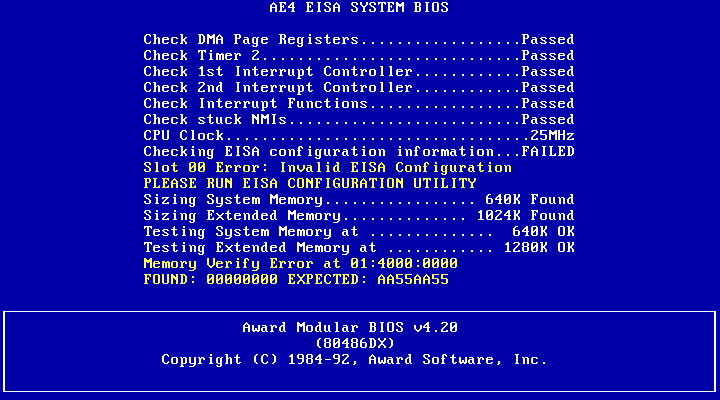 AE4 EISA SYSTEM BIOS
Check DMA Page Registers..................Passed
Check Timer 2.............................Passed
Check 1st Interrupt Controller............Passed
Check 2nd Interrupt Controller............Passed
Check Interrupt Functions.................Passed
Check stuck NMIs..........................Passed
CPU Clock..................................25MHz
Checking EISA configuration information...FAILED
Slot 00 Error: Invalid EISA Configuration
PLEASE RUN EISA CONFIGURATION UTILITY
Sizing System Memory................. 640K Found
Sizing Extended Memory.............. 1024K Found
Testing System Memory at ..............  640K OK
Testing Extended Memory at ............ 1280K OK
Memory Verify Error at 01:4000:0000
FOUND: 00000000 EXPECTED: AA55AA55
Award Modular BIOS v4.20
(80486DX)
Copyright (C) 1984-92, Award Software, Inc.